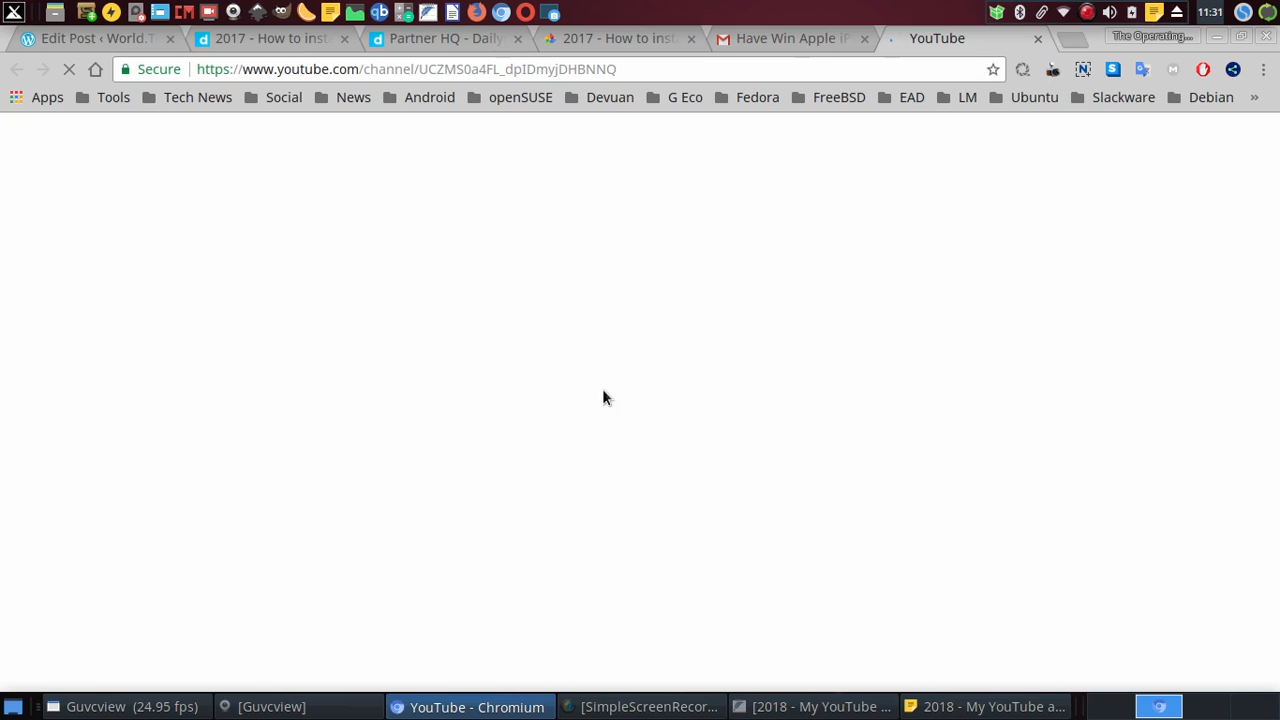 11:31
Edit Post ‹ World.T
2017 - How to inst
Partner HQ - Daily
2017 - How to inst
Have Win Apple iP
YouTube
The Operating...
Secure https://www.youtube.com/channel/UCZMS0a4FL_dpIDmyjDHBNNQ
Apps Tools Tech News Social News Android openSUSE Devuan G Eco Fedora FreeBSD EAD LM Ubuntu Slackware Debian »
Guvcview (24.95 fps) [Guvcview] YouTube - Chromium [SimpleScreenRecor... [2018 - My YouTube ... 2018 - My YouTube a...